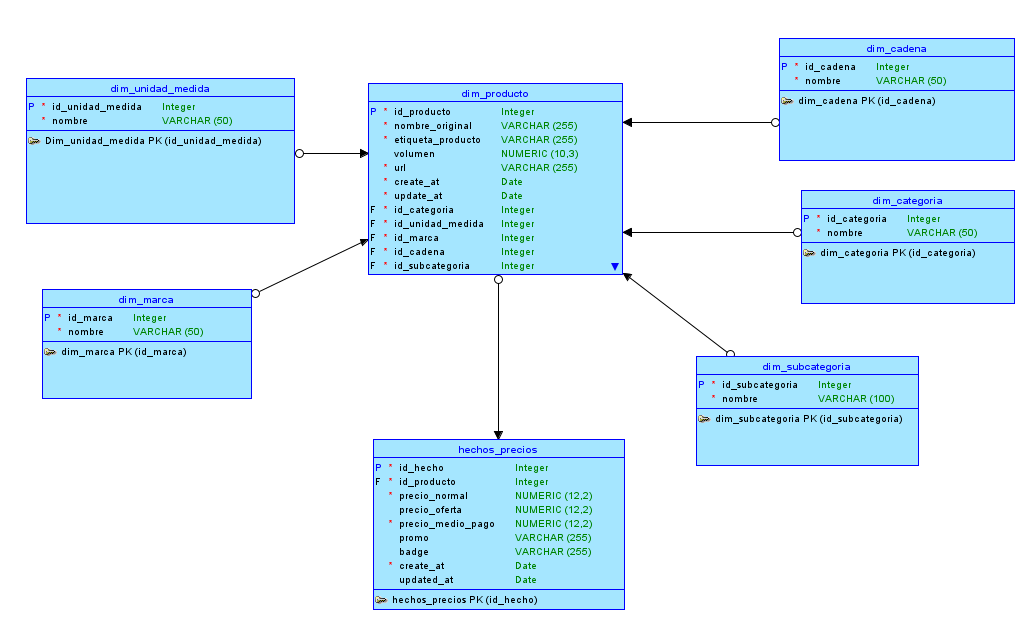 dim_unidad_medida
P * id_unidad_medida Integer
* nombre VARCHAR (50)
Dim_unidad_medida PK (id_unidad_medida)
dim_marca
P * id_marca Integer
* nombre VARCHAR (50)
dim_marca PK (id_marca)
dim_producto
P * id_producto Integer
* nombre_original VARCHAR (255)
* etiqueta_producto VARCHAR (255)
volumen NUMERIC (10,3)
* url VARCHAR (255)
* create_at Date
* update_at Date
F * id_categoria Integer
F * id_unidad_medida Integer
F * id_marca Integer
F * id_cadena Integer
F * id_subcategoria Integer
hechos_precios
P * id_hecho Integer
F * id_producto Integer
* precio_normal NUMERIC (12,2)
precio_oferta NUMERIC (12,2)
* precio_medio_pago NUMERIC (12,2)
promo VARCHAR (255)
badge VARCHAR (255)
* create_at Date
updated_at Date
hechos_precios PK (id_hecho)
dim_cadena
P * id_cadena Integer
* nombre VARCHAR (50)
dim_cadena PK (id_cadena)
dim_categoria
P * id_categoria Integer
* nombre VARCHAR (50)
dim_categoria PK (id_categoria)
dim_subcategoria
P * id_subcategoria Integer
* nombre VARCHAR (100)
dim_subcategoria PK (id_subcategoria)